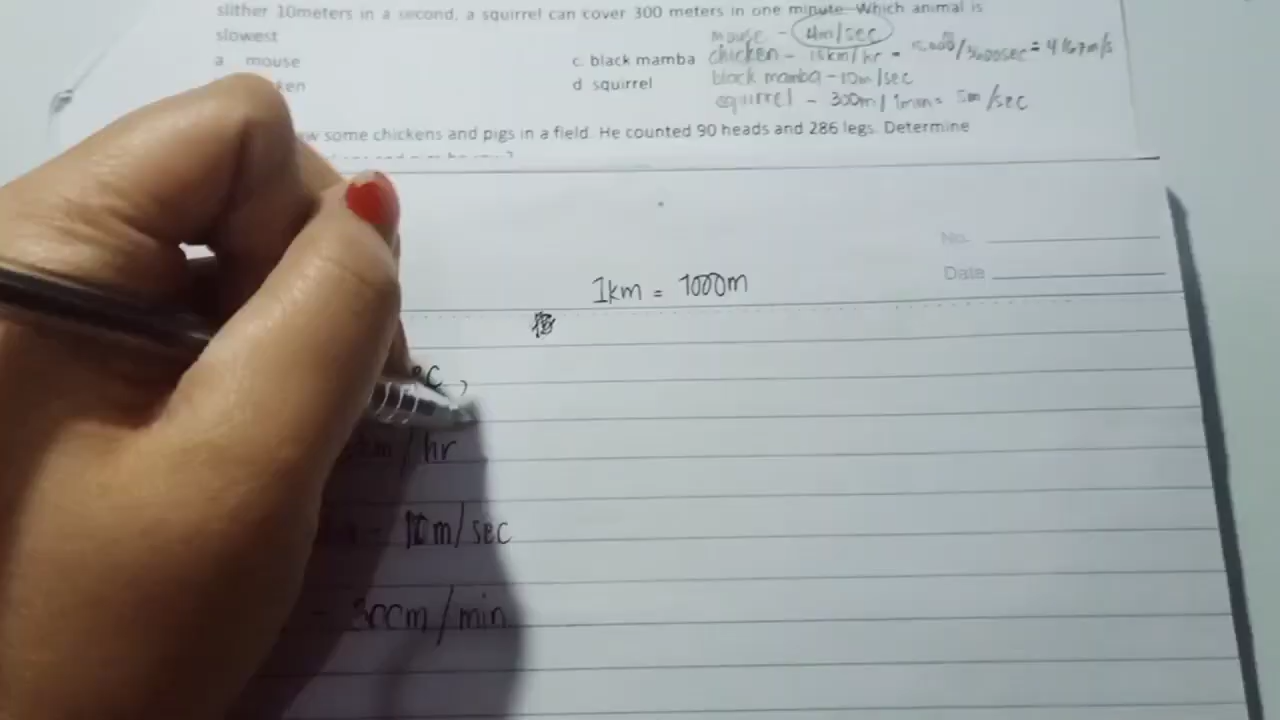 slither 10meters in a second, a squirrel can cover 300 meters in one minute. Which animal is
slowest
mouse - 4m/sec
a mouse
c. black mamba
chicken - 15km/hr = 15000m/3600sec = 4.167m/s
ken
d squirrel
black mamba - 10m/sec
squirrel - 300m/1min = 5m/sec
w some chickens and pigs in a field. He counted 90 heads and 286 legs. Determine
No.
1km = 1000m
Date
ec,
m/hr
- 10m/sec
- 300m/min